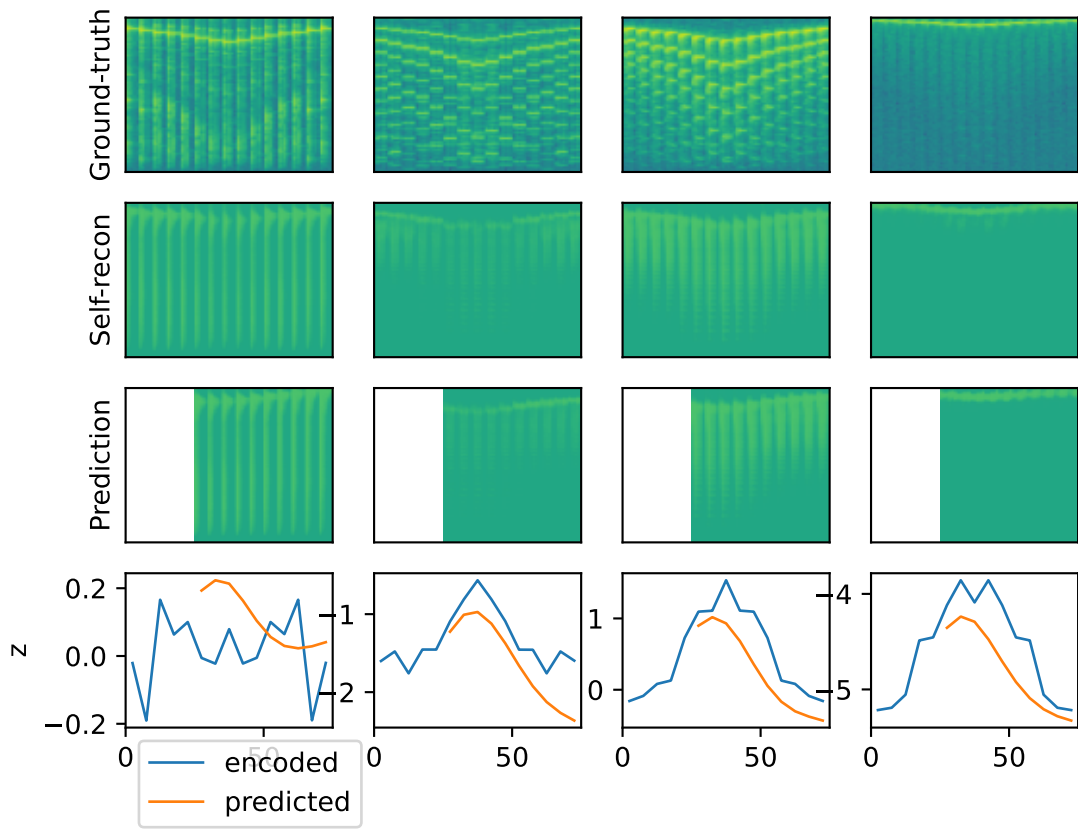 Ground-truth
Self-recon
Prediction
z
0.2
0.0
−0.2
−1
−2
1
0
−4
−5
0 50
0 50
0 50
0 50
encoded
predicted